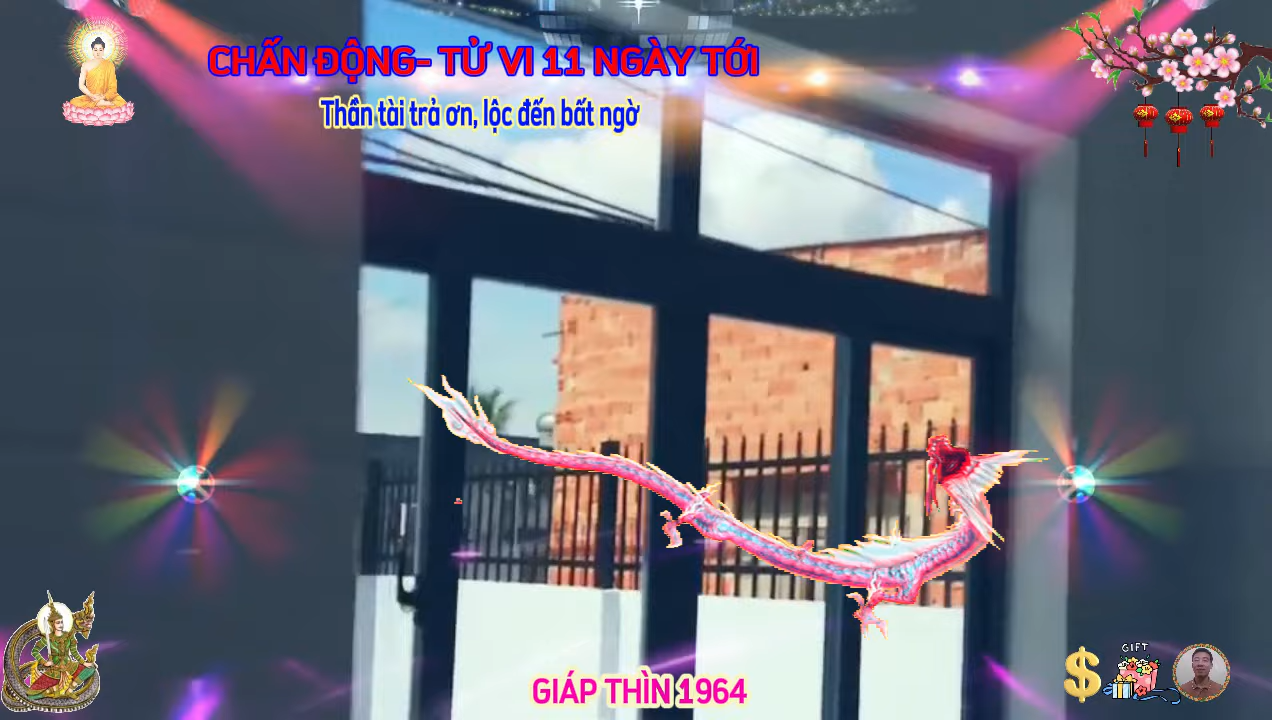 CHẤN ĐỘNG- TỬ VI 11 NGÀY TỚI
Thần tài trả ơn, lộc đến bất ngờ
GIFT
GIÁP THÌN 1964